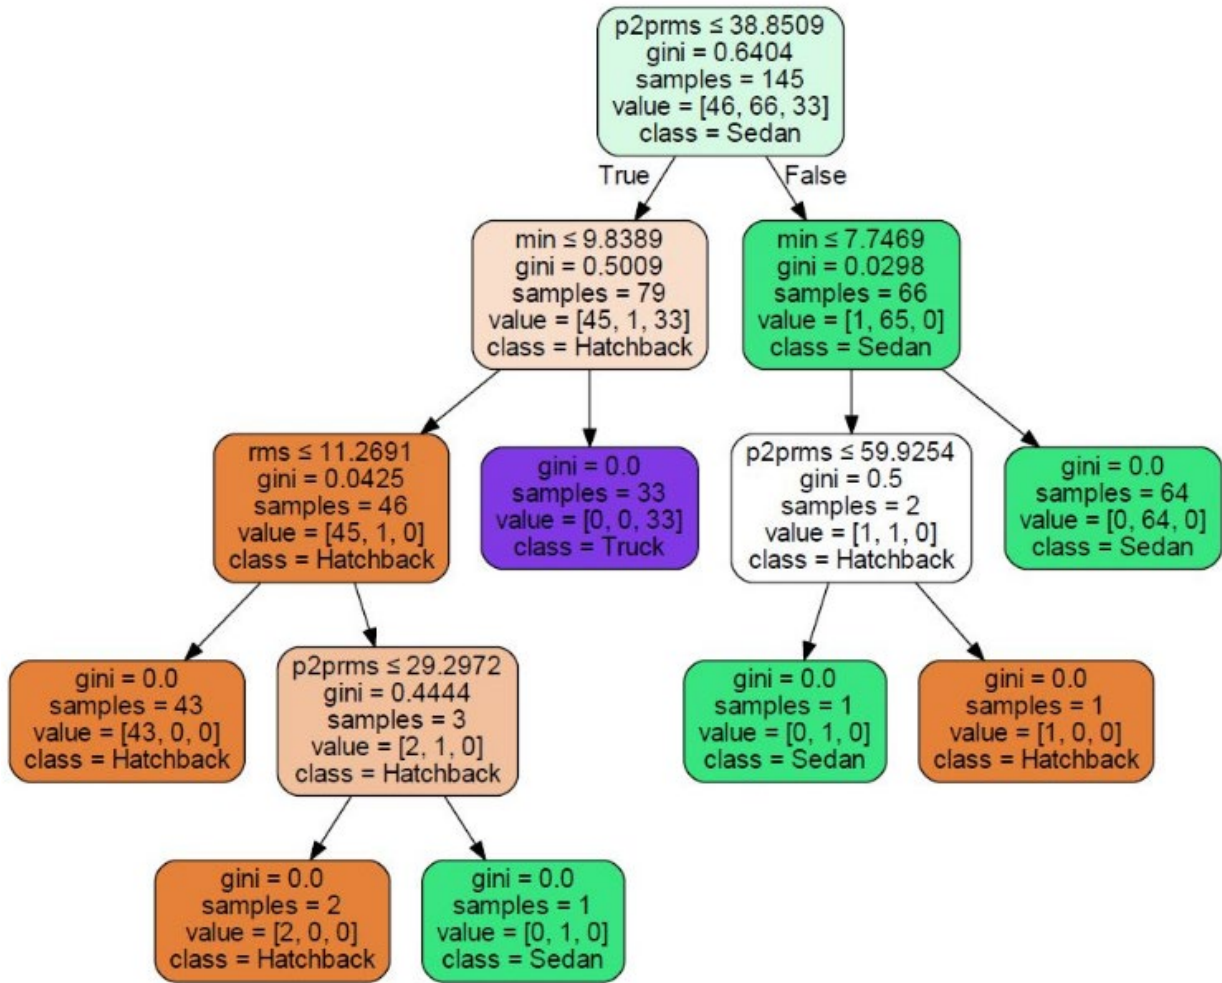 p2prms ≤ 38.8509
gini = 0.6404
samples = 145
value = [46, 66, 33]
class = Sedan
True
False
min ≤ 9.8389
gini = 0.5009
samples = 79
value = [45, 1, 33]
class = Hatchback
min ≤ 7.7469
gini = 0.0298
samples = 66
value = [1, 65, 0]
class = Sedan
rms ≤ 11.2691
gini = 0.0425
samples = 46
value = [45, 1, 0]
class = Hatchback
gini = 0.0
samples = 33
value = [0, 0, 33]
class = Truck
p2prms ≤ 59.9254
gini = 0.5
samples = 2
value = [1, 1, 0]
class = Hatchback
gini = 0.0
samples = 64
value = [0, 64, 0]
class = Sedan
gini = 0.0
samples = 43
value = [43, 0, 0]
class = Hatchback
p2prms ≤ 29.2972
gini = 0.4444
samples = 3
value = [2, 1, 0]
class = Hatchback
gini = 0.0
samples = 1
value = [0, 1, 0]
class = Sedan
gini = 0.0
samples = 1
value = [1, 0, 0]
class = Hatchback
gini = 0.0
samples = 2
value = [2, 0, 0]
class = Hatchback
gini = 0.0
samples = 1
value = [0, 1, 0]
class = Sedan